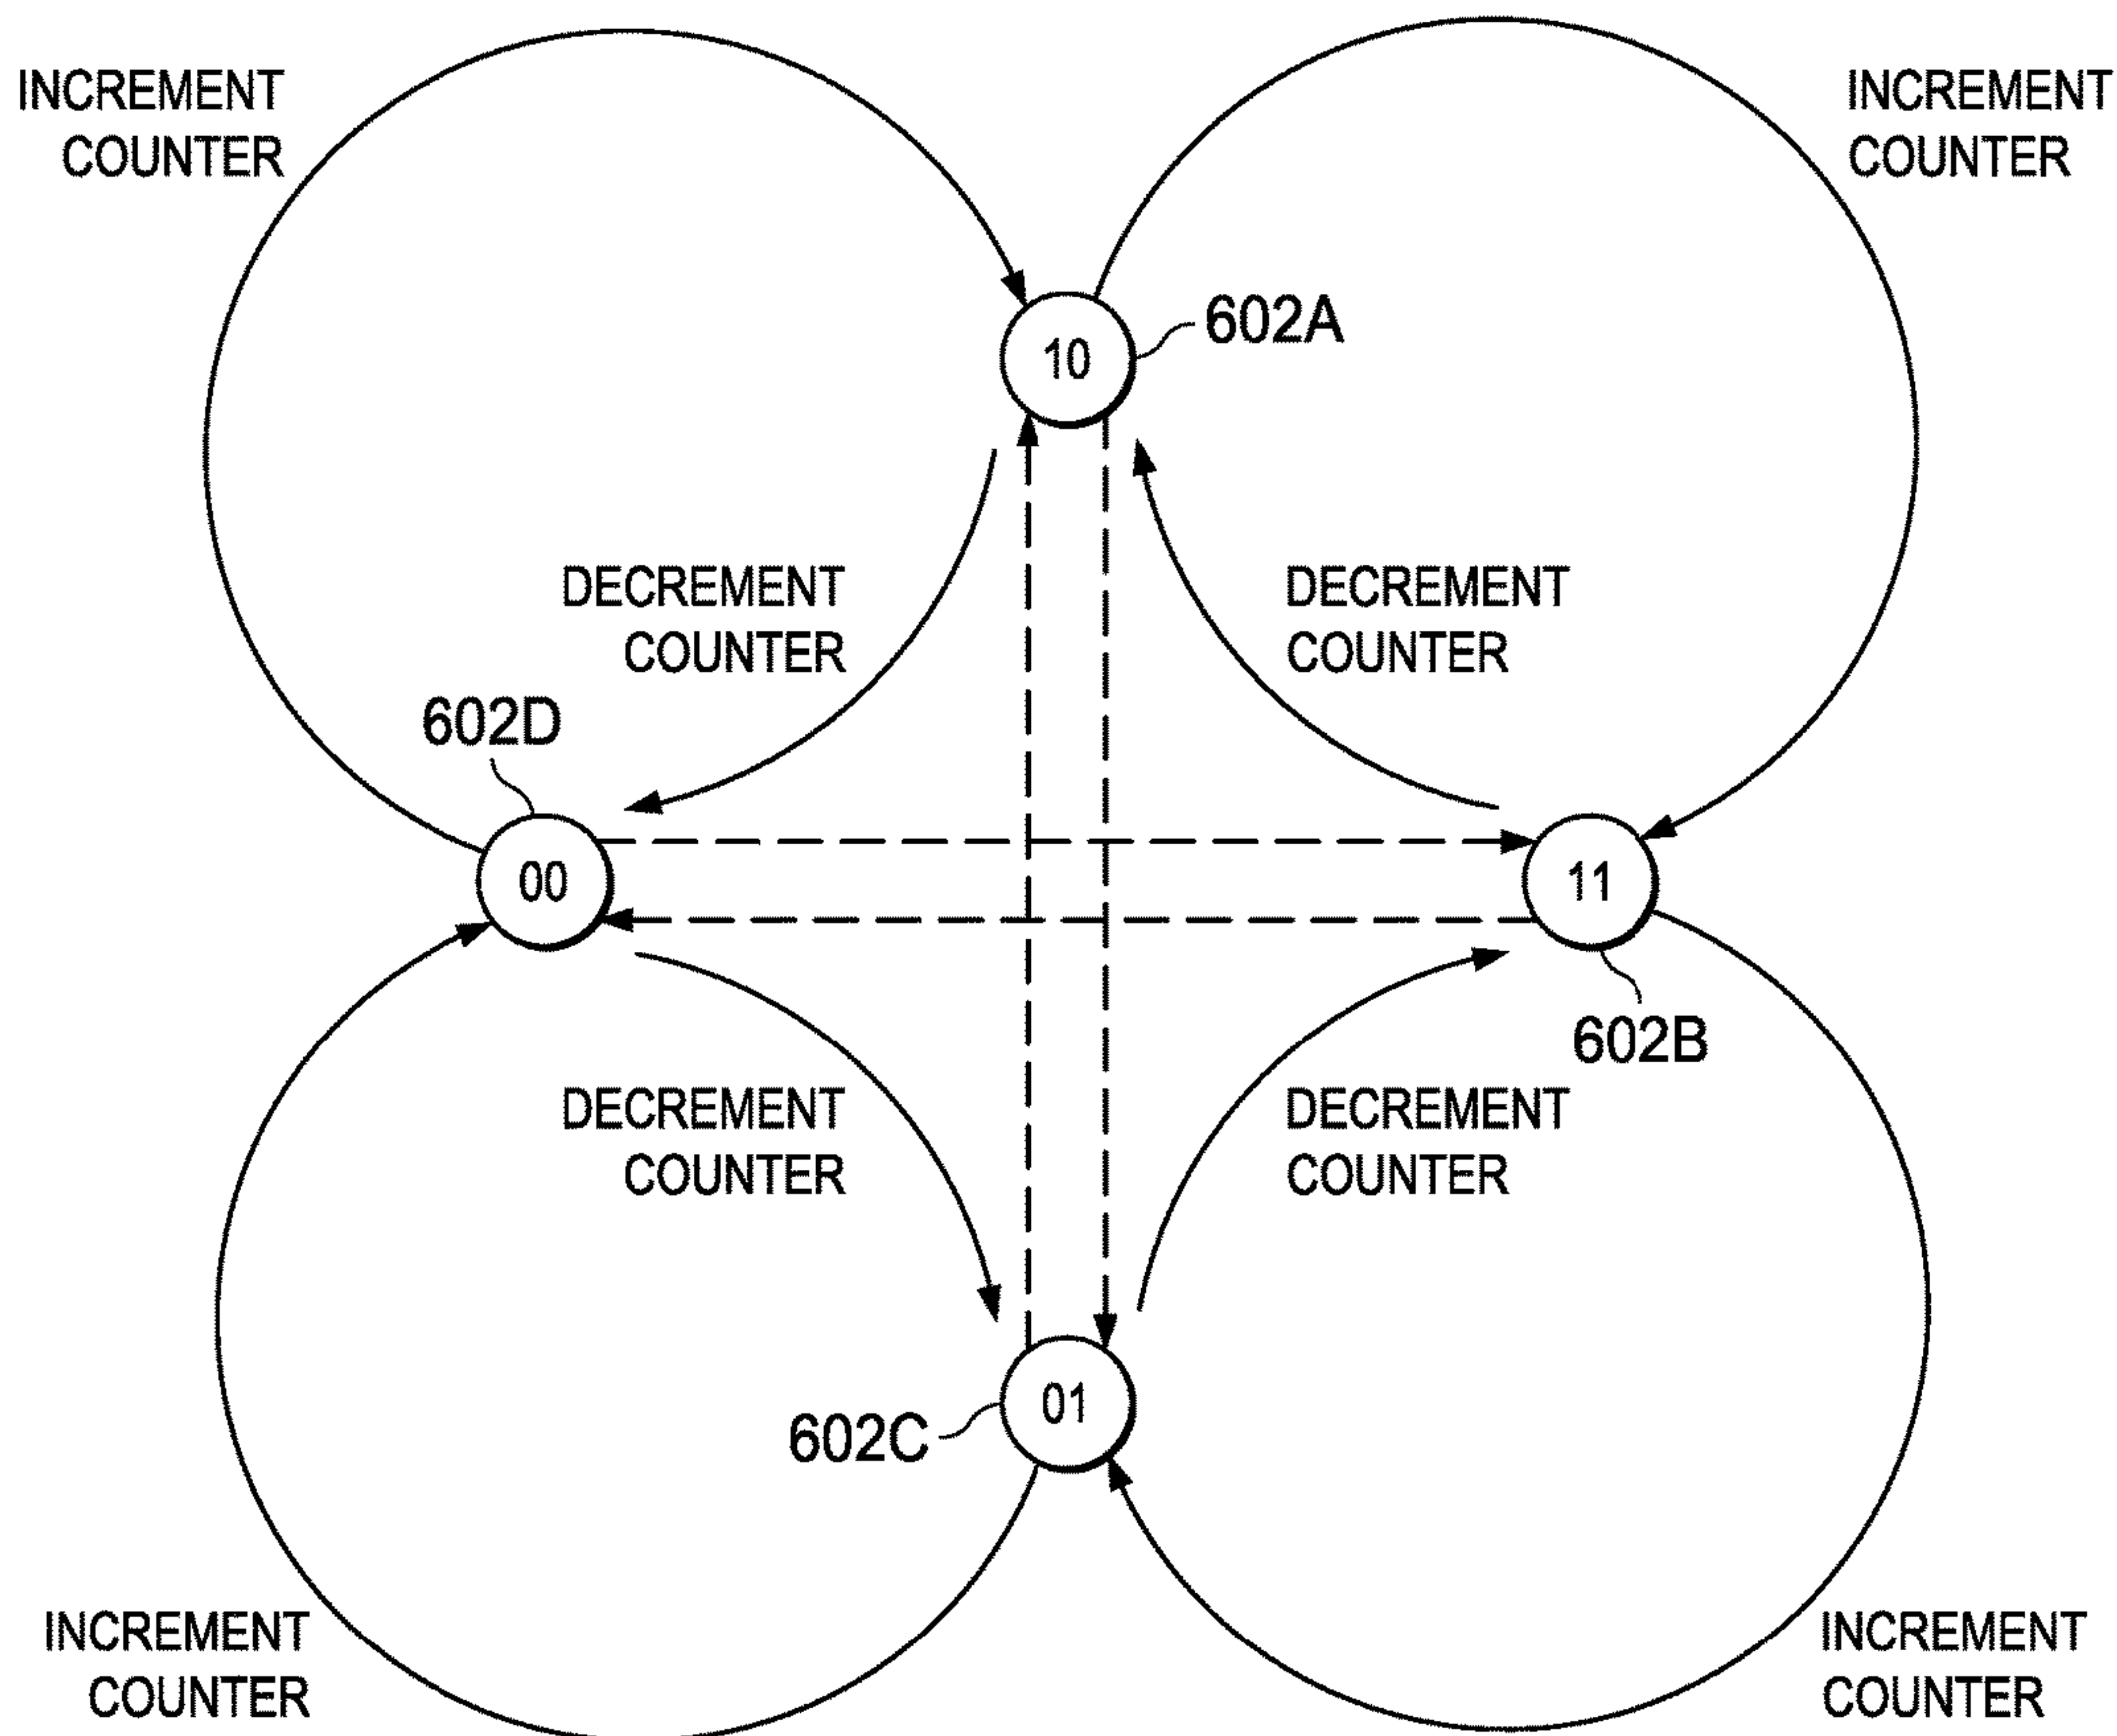 INCREMENT
COUNTER
INCREMENT
COUNTER
602A
10
DECREMENT
COUNTER
DECREMENT
COUNTER
602D
00
11
602B
DECREMENT
COUNTER
DECREMENT
COUNTER
01
602C
INCREMENT
COUNTER
INCREMENT
COUNTER